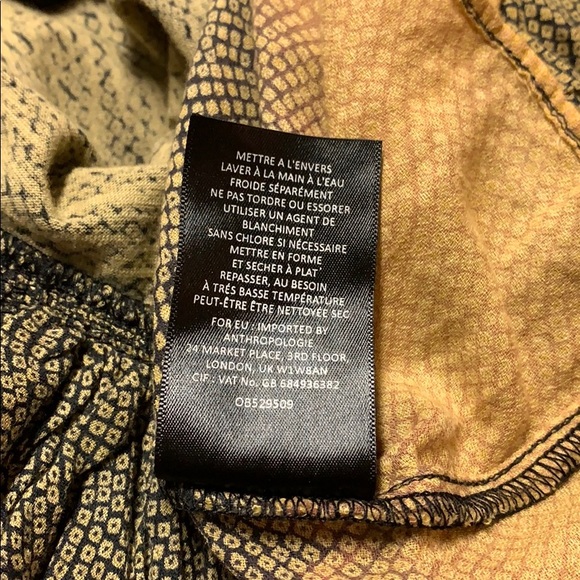 METTRE A L'ENVERS
LAVER À LA MAIN À L'EAU
FROIDE SÉPARÉMENT
NE PAS TORDRE OU ESSORER
UTILISER UN AGENT DE
BLANCHIMENT
SANS CHLORE SI NÉCESSAIRE
METTRE EN FORME
ET SECHER À PLAT
REPASSER, AU BESOIN
À TRÉS BASSE TEMPÉRATURE
PEUT-ÊTRE ÊTRE NETTOYÉE SEC
FOR EU : IMPORTED BY
ANTHROPOLOGIE
24 MARKET PLACE, 3RD FLOOR,
LONDON, UK W1W8AN
CIF : VAT No. GB 684936382
OB529509